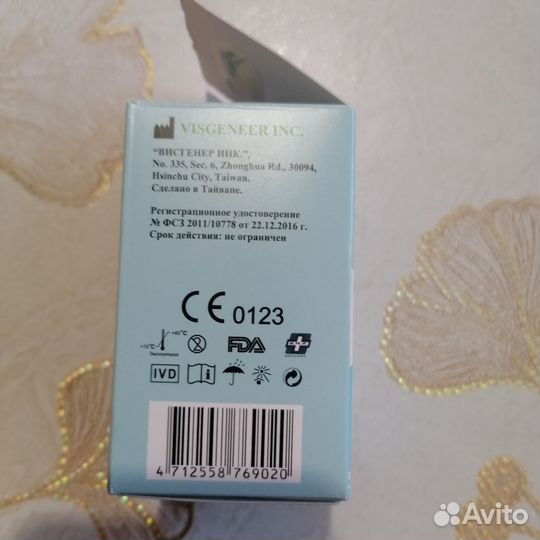 VISGENEER INC.
"ВИСГЕНЕР ИНК.",
No. 335, Sec. 6, Zhonghua Rd., 30094,
Hsinchu City, Taiwan.
Сделано в Тайване.
Регистрационное удостоверение
№ ФСЗ 2011/10778 от 22.12.2016 г.
Срок действия: не ограничен
CE 0123
+10°C +40°C
Эксплуатация
2
FDA
IVD
4 712558 769020
Avito